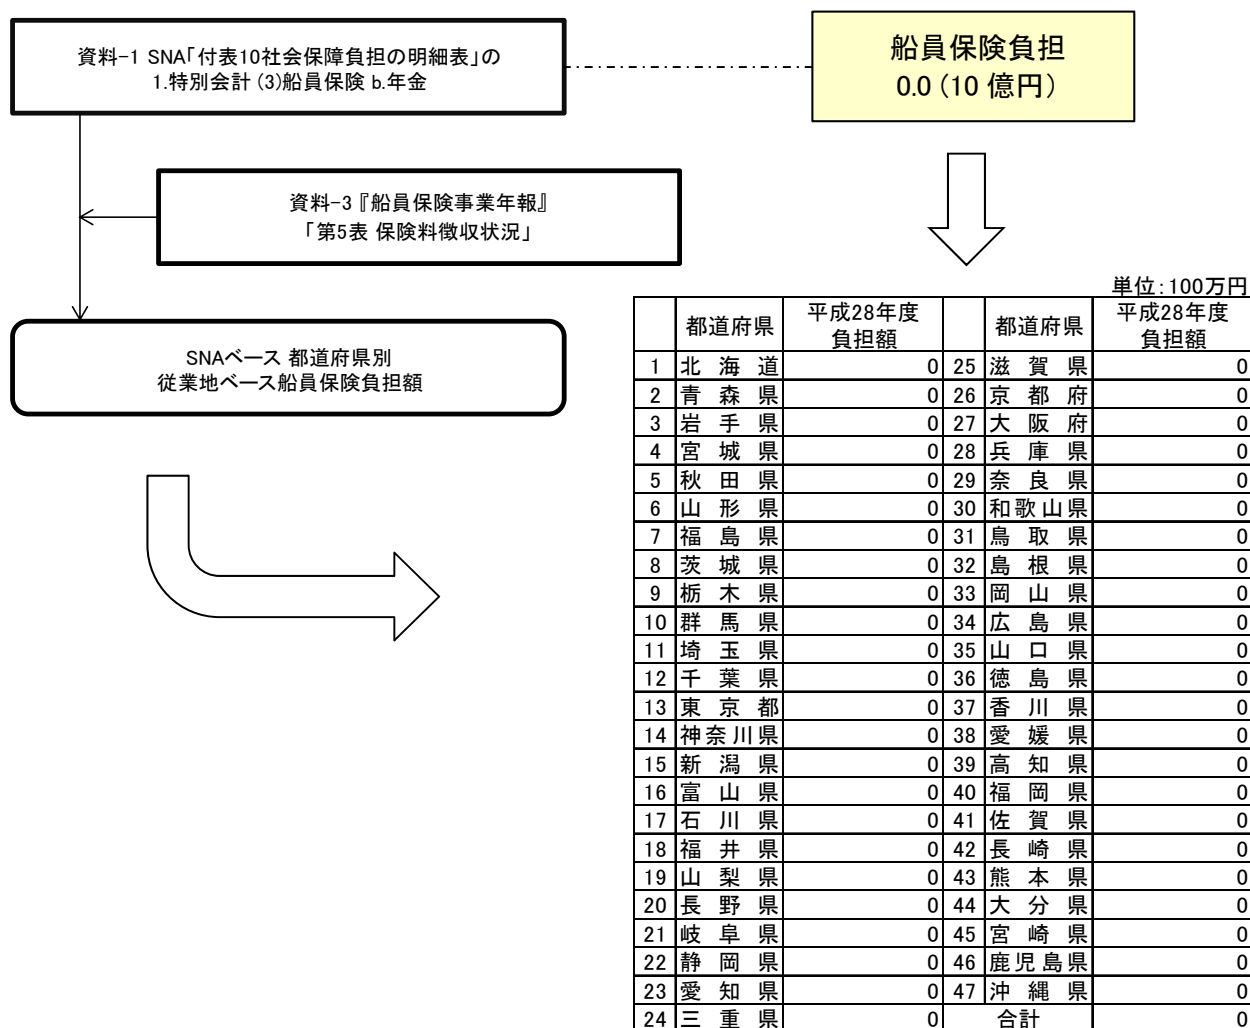 資料-1 SNA「付表10社会保障負担の明細表」の
1.特別会計 (3)船員保険 b.年金
船員保険負担
0.0 (10 億円)
資料-3 『船員保険事業年報』
「第5表 保険料徴収状況」
SNAベース 都道府県別
従業地ベース船員保険負担額
単位:100万円
都道府県 平成28年度 負担額 都道府県 平成28年度 負担額
1 北海道 0 25 滋賀県 0
2 青森県 0 26 京都府 0
3 岩手県 0 27 大阪府 0
4 宮城県 0 28 兵庫県 0
5 秋田県 0 29 奈良県 0
6 山形県 0 30 和歌山県 0
7 福島県 0 31 鳥取県 0
8 茨城県 0 32 島根県 0
9 栃木県 0 33 岡山県 0
10 群馬県 0 34 広島県 0
11 埼玉県 0 35 山口県 0
12 千葉県 0 36 徳島県 0
13 東京都 0 37 香川県 0
14 神奈川県 0 38 愛媛県 0
15 新潟県 0 39 高知県 0
16 富山県 0 40 福岡県 0
17 石川県 0 41 佐賀県 0
18 福井県 0 42 長崎県 0
19 山梨県 0 43 熊本県 0
20 長野県 0 44 大分県 0
21 岐阜県 0 45 宮崎県 0
22 静岡県 0 46 鹿児島県 0
23 愛知県 0 47 沖縄県 0
24 三重県 0 合計 0